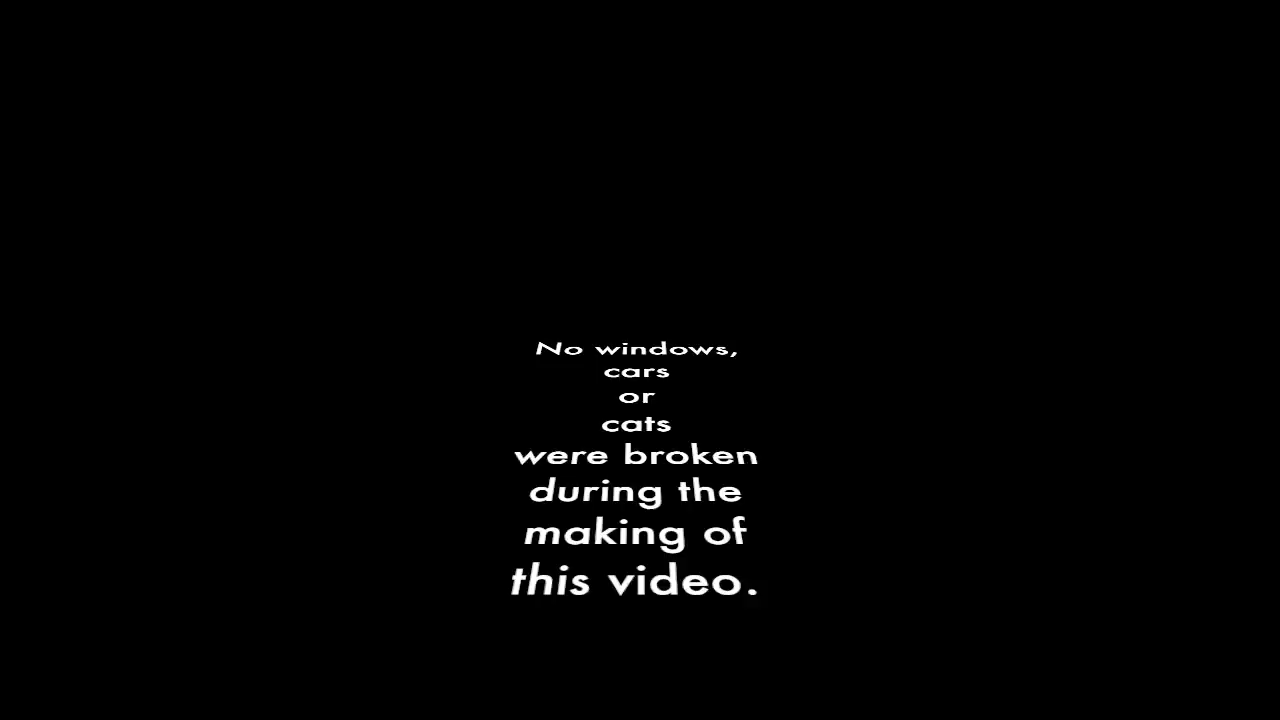 No windows,
cars
or
cats
were broken
during the
making of
this video.